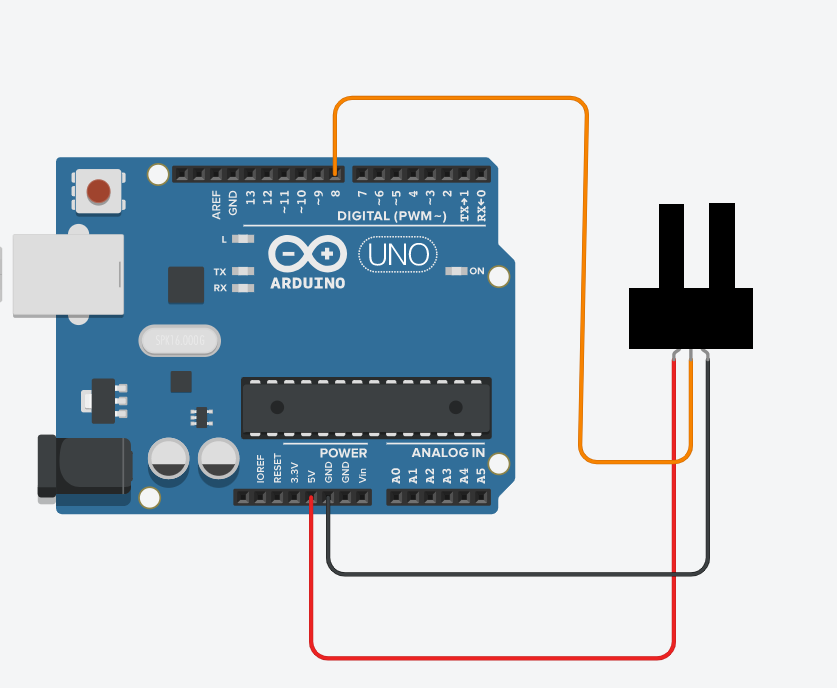 AREF
GND
13
12
~11
~10
~9
8
7
~6
~5
4
~3
2
TX→1
RX←0
DIGITAL (PWM~)
L
TX
RX
UNO
ON
ARDUINO
SPK16.000G
POWER
ANALOG IN
IOREF
RESET
3.3V
5V
GND
GND
Vin
A0
A1
A2
A3
A4
A5